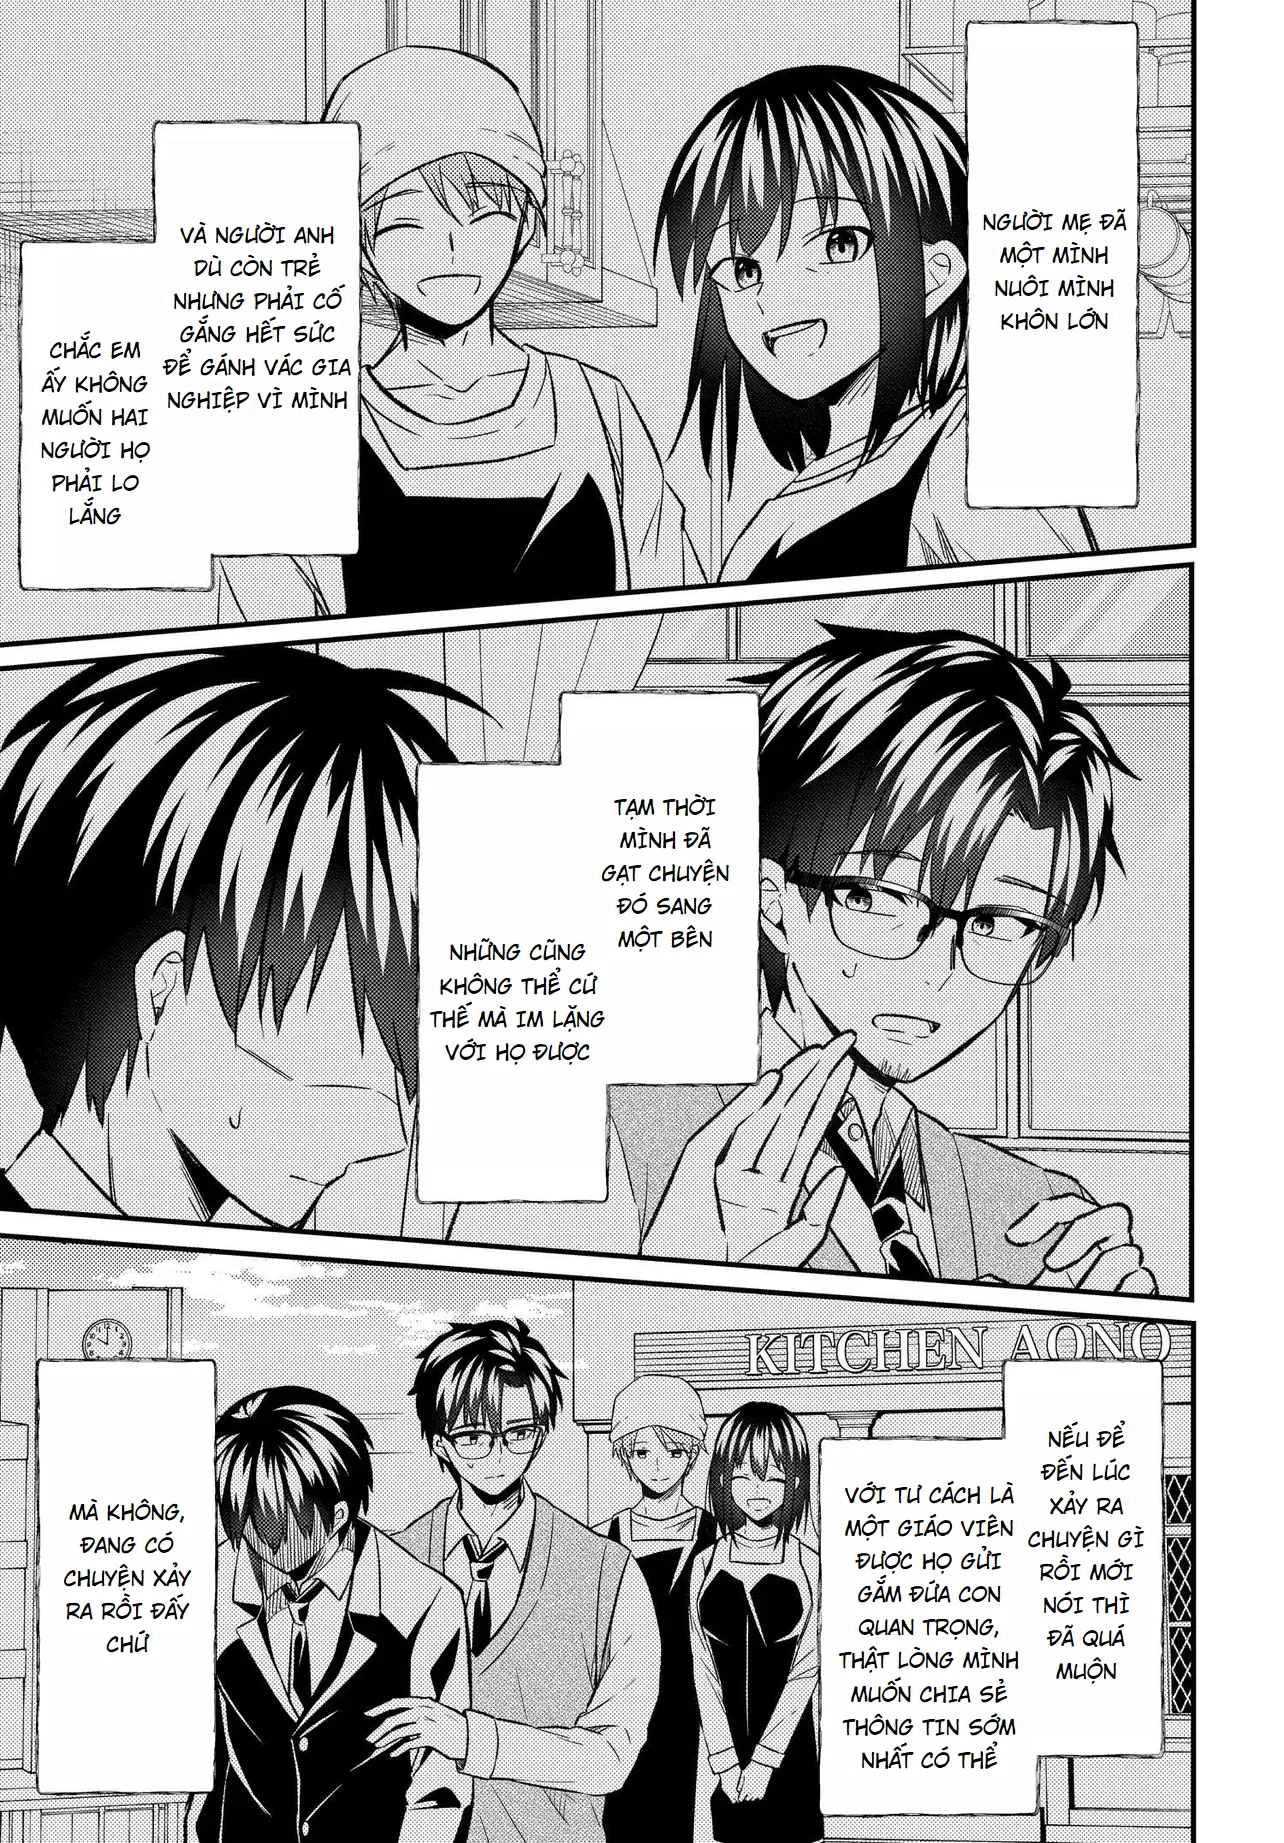 NGƯỜI MẸ ĐÃ
MỘT MÌNH
NUÔI MÌNH
KHÔN LỚN
VÀ NGƯỜI ANH
DÙ CÒN TRẺ
NHƯNG PHẢI CỐ
GẮNG HẾT SỨC
ĐỂ GÁNH VÁC GIA
NGHIỆP VÌ MÌNH
CHẮC EM
ẤY KHÔNG
MUỐN HAI
NGƯỜI HỌ
PHẢI LO
LẮNG
TẠM THỜI
MÌNH ĐÃ
GẠT CHUYỆN
ĐÓ SANG
MỘT BÊN
NHỮNG CŨNG
KHÔNG THỂ CỨ
THẾ MÀ IM LẶNG
VỚI HỌ ĐƯỢC
KITCHEN AONO
NẾU ĐỂ
ĐẾN LÚC
XẢY RA
CHUYỆN GÌ
RỒI MỚI
NÓI THÌ
ĐÃ QUÁ
MUỘN
VỚI TƯ CÁCH LÀ
MỘT GIÁO VIÊN
ĐƯỢC HỌ GỬI
GẮM ĐỨA CON
QUAN TRỌNG,
THẬT LÒNG MÌNH
MUỐN CHIA SẺ
THÔNG TIN SỚM
NHẤT CÓ THỂ
MÀ KHÔNG,
ĐANG CÓ
CHUYỆN XẢY
RA RỒI ĐẤY
CHỨ